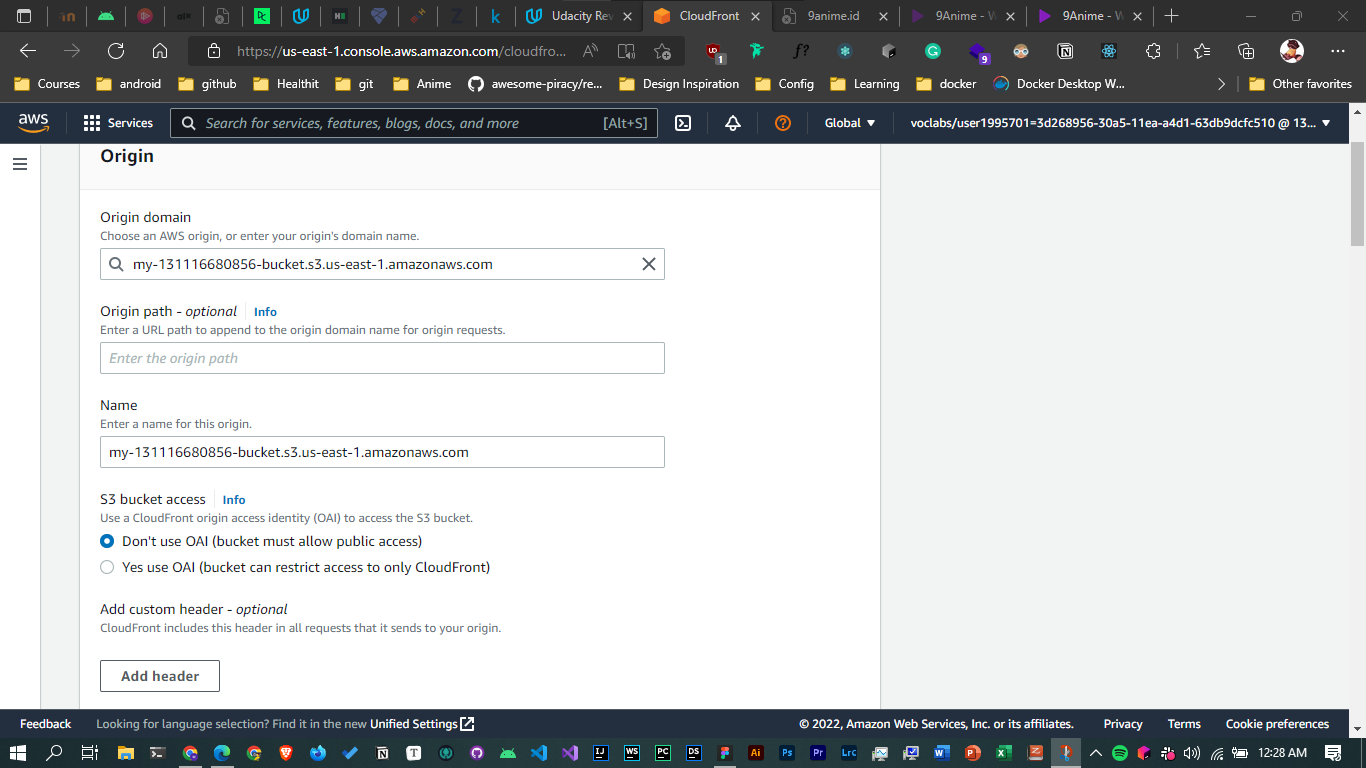 Udacity Rev
CloudFront
9anime.id
9Anime - W
9Anime - W
https://us-east-1.console.aws.amazon.com/cloudfro...
1
f?
9
Courses
android
github
Healthit
git
Anime
awesome-piracy/re...
Design Inspiration
Config
Learning
docker
Docker Desktop W...
Other favorites
aws
Services
Search for services, features, blogs, docs, and more
[Alt+S]
Global
voclabs/user1995701=3d268956-30a5-11ea-a4d1-63db9dcfc510 @ 13...
Origin
Origin domain
Choose an AWS origin, or enter your origin's domain name.
my-131116680856-bucket.s3.us-east-1.amazonaws.com
Origin path - optional
Info
Enter a URL path to append to the origin domain name for origin requests.
Enter the origin path
Name
Enter a name for this origin.
my-131116680856-bucket.s3.us-east-1.amazonaws.com
S3 bucket access
Info
Use a CloudFront origin access identity (OAI) to access the S3 bucket.
Don't use OAI (bucket must allow public access)
Yes use OAI (bucket can restrict access to only CloudFront)
Add custom header - optional
CloudFront includes this header in all requests that it sends to your origin.
Add header
Feedback
Looking for language selection? Find it in the new Unified Settings
© 2022, Amazon Web Services, Inc. or its affiliates.
Privacy
Terms
Cookie preferences
12:28 AM